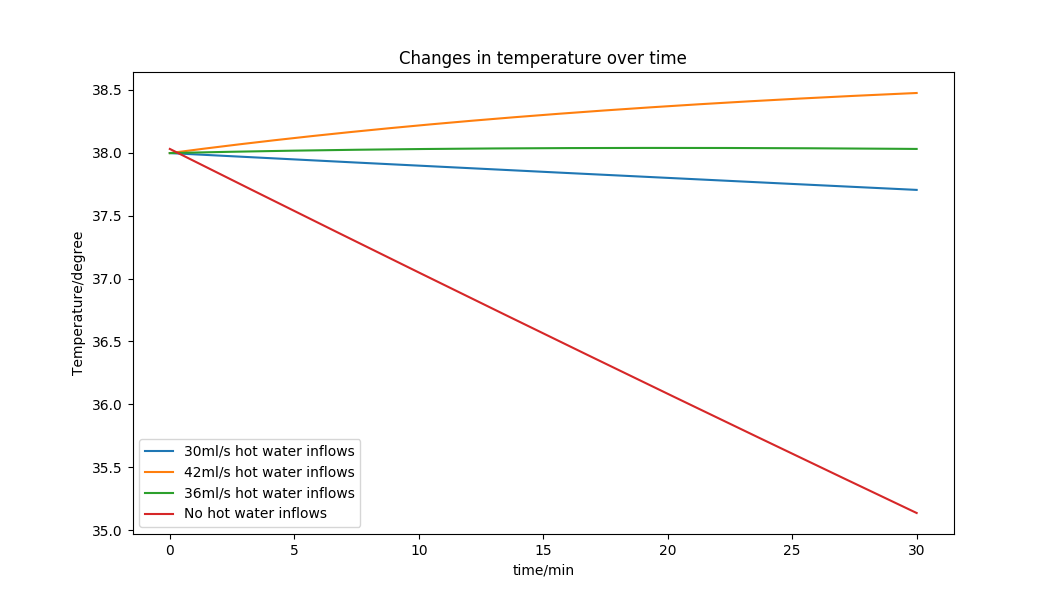 Changes in temperature over time
Temperature/degree
38.5
38.0
37.5
37.0
36.5
36.0
35.5
35.0
30ml/s hot water inflows
42ml/s hot water inflows
36ml/s hot water inflows
No hot water inflows
0 5 10 15 20 25 30
time/min